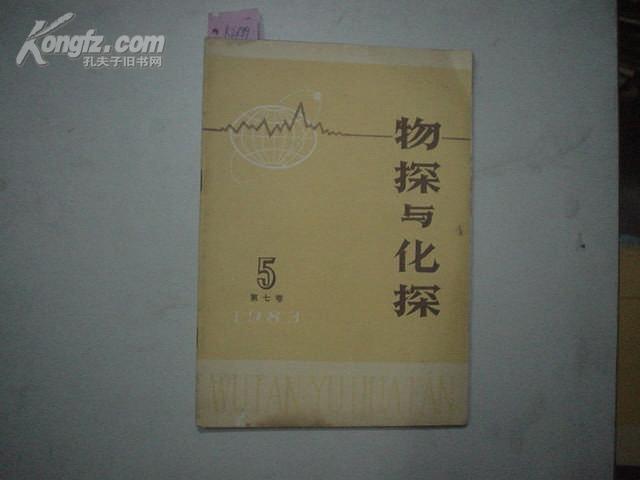 Kongfz.com
孔夫子旧书网
物探与化探
5
第七卷
1983
WUTAN YU HUATAN